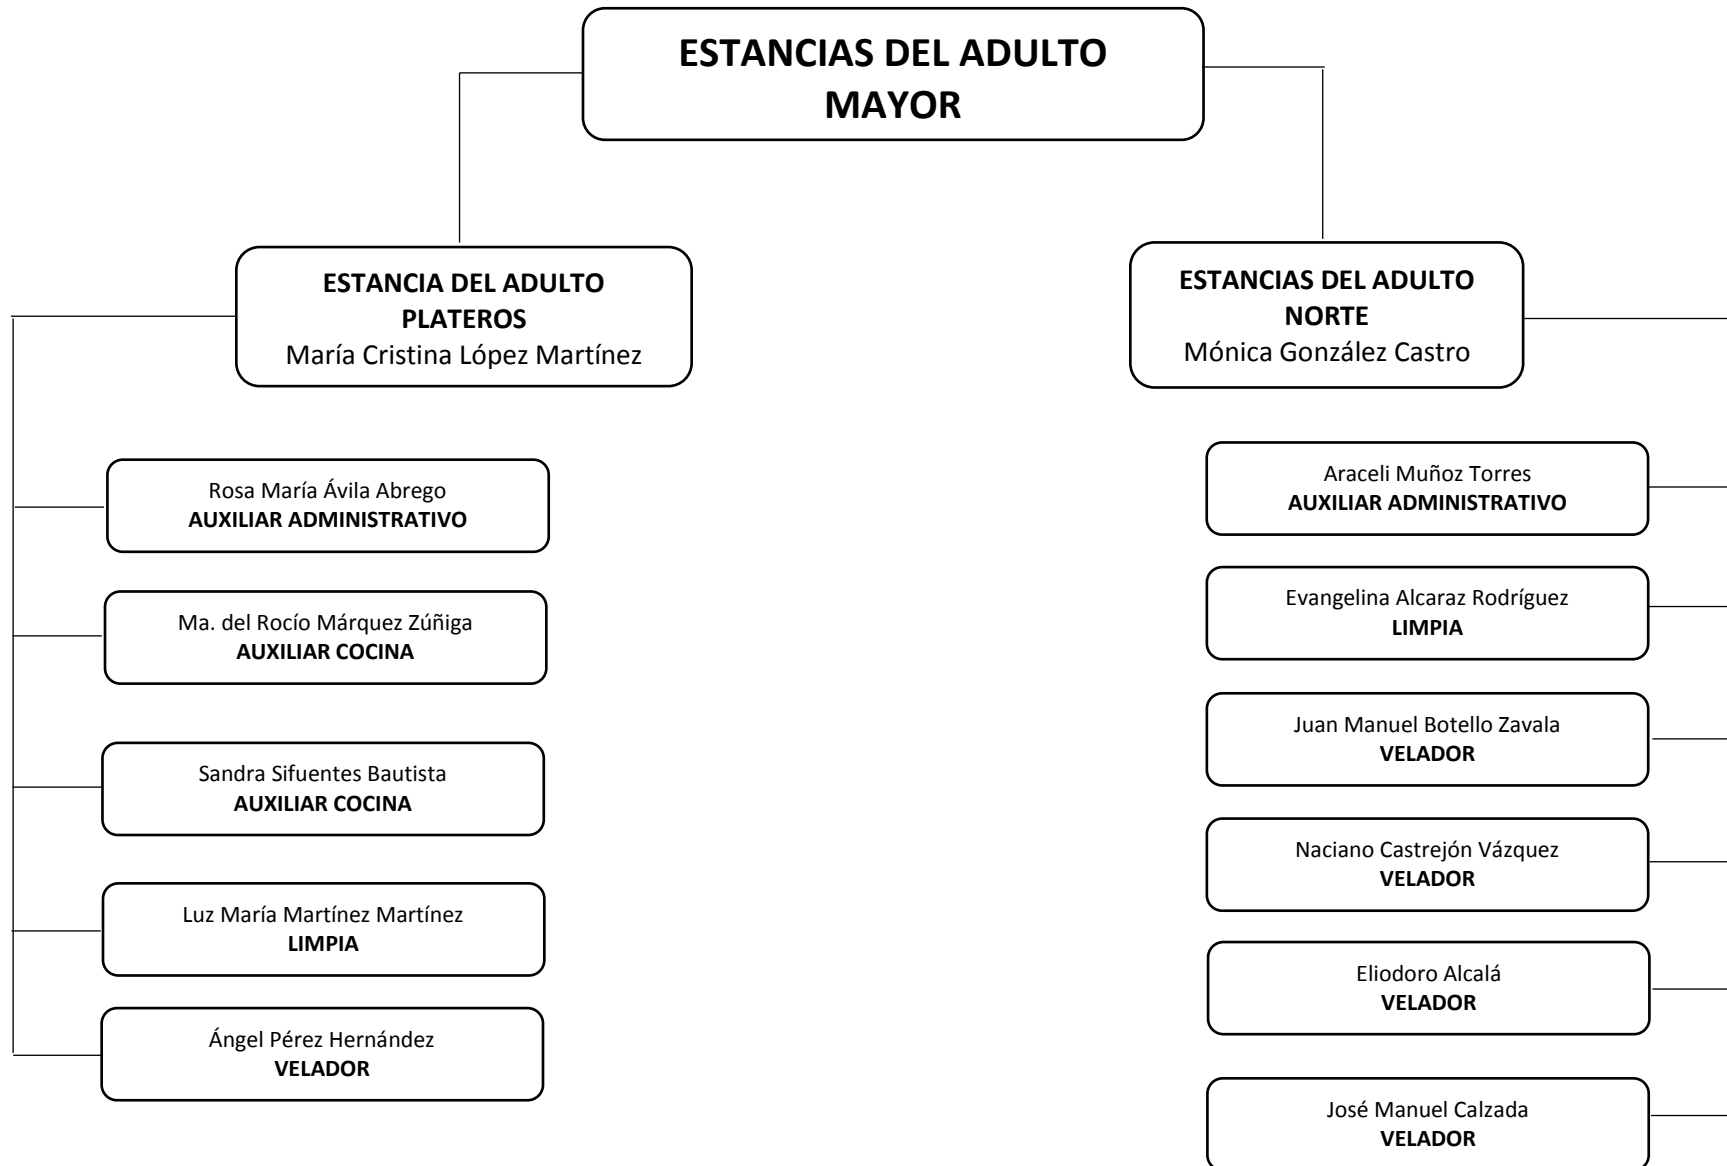 ESTANCIAS DEL ADULTO
MAYOR
ESTANCIA DEL ADULTO
PLATEROS
María Cristina López Martínez
ESTANCIAS DEL ADULTO
NORTE
Mónica González Castro
Rosa María Ávila Abrego
AUXILIAR ADMINISTRATIVO
Ma. del Rocío Márquez Zúñiga
AUXILIAR COCINA
Sandra Sifuentes Bautista
AUXILIAR COCINA
Luz María Martínez Martínez
LIMPIA
Ángel Pérez Hernández
VELADOR
Araceli Muñoz Torres
AUXILIAR ADMINISTRATIVO
Evangelina Alcaraz Rodríguez
LIMPIA
Juan Manuel Botello Zavala
VELADOR
Naciano Castrejón Vázquez
VELADOR
Eliodoro Alcalá
VELADOR
José Manuel Calzada
VELADOR